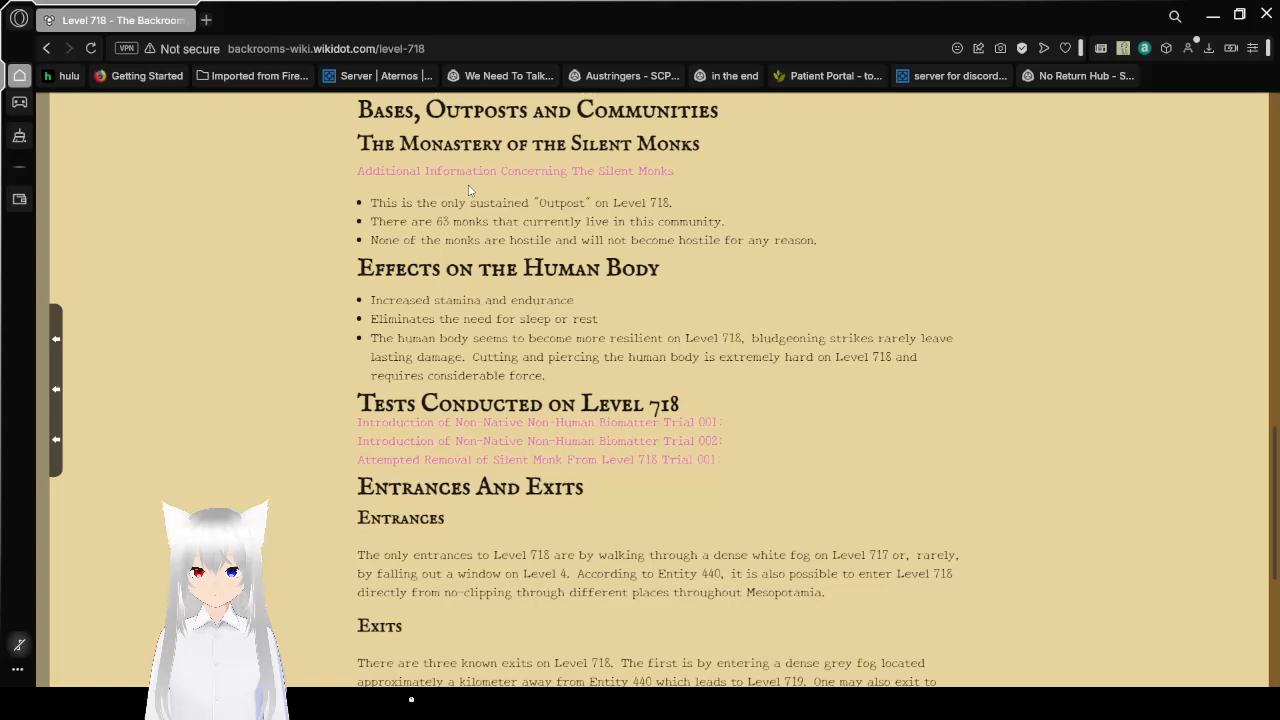 Level 718 - The Backroom
VPN
Not secure
backrooms-wiki.wikidot.com/level-718
hulu
Getting Started
Imported from Fire...
Server | Aternos |...
We Need To Talk...
Austringers - SCP...
in the end
Patient Portal - to...
server for discord...
No Return Hub - S...
Bases, Outposts and Communities
The Monastery of the Silent Monks
Additional Information Concerning The Silent Monks
This is the only sustained "Outpost" on Level 718.
There are 63 monks that currently live in this community.
None of the monks are hostile and will not become hostile for any reason.
Effects on the Human Body
Increased stamina and endurance
Eliminates the need for sleep or rest
The human body seems to become more resilient on Level 718, bludgeoning strikes rarely leave
lasting damage. Cutting and piercing the human body is extremely hard on Level 718 and
requires considerable force.
Tests Conducted on Level 718
Introduction of Non-Native Non-Human Biomatter Trial 001:
Introduction of Non-Native Non-Human Biomatter Trial 002:
Attempted Removal of Silent Monk From Level 718 Trial 001:
Entrances And Exits
Entrances
The only entrances to Level 718 are by walking through a dense white fog on Level 717 or, rarely,
by falling out a window on Level 4. According to Entity 440, it is also possible to enter Level 718
directly from no-clipping through different places throughout Mesopotamia.
Exits
There are three known exits on Level 718. The first is by entering a dense grey fog located
approximately a kilometer away from Entity 440 which leads to Level 719. One may also exit to